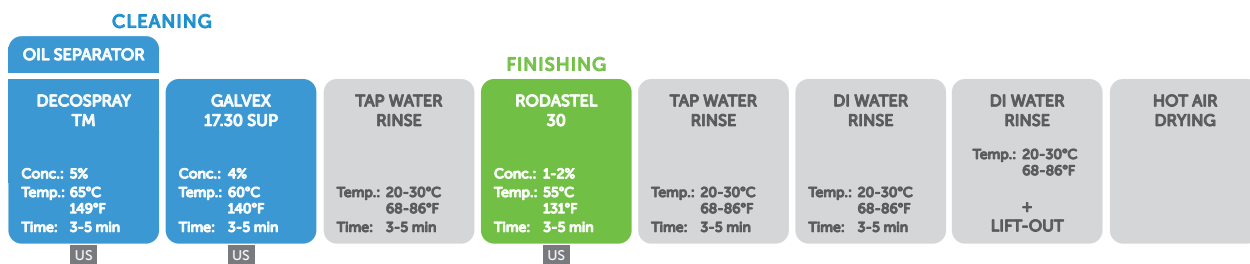 CLEANING
OIL SEPARATOR
DECOSPRAY
TM
Conc.: 5%
Temp.: 65°C
149°F
Time: 3-5 min
US
GALVEX
17.30 SUP
Conc.: 4%
Temp.: 60°C
140°F
Time: 3-5 min
US
TAP WATER
RINSE
Temp.: 20-30°C
68-86°F
Time: 3-5 min
FINISHING
RODASTEL
30
Conc.: 1-2%
Temp.: 55°C
131°F
Time: 3-5 min
US
TAP WATER
RINSE
Temp.: 20-30°C
68-86°F
Time: 3-5 min
DI WATER
RINSE
Temp.: 20-30°C
68-86°F
Time: 3-5 min
DI WATER
RINSE
Temp.: 20-30°C
68-86°F
+
LIFT-OUT
HOT AIR
DRYING